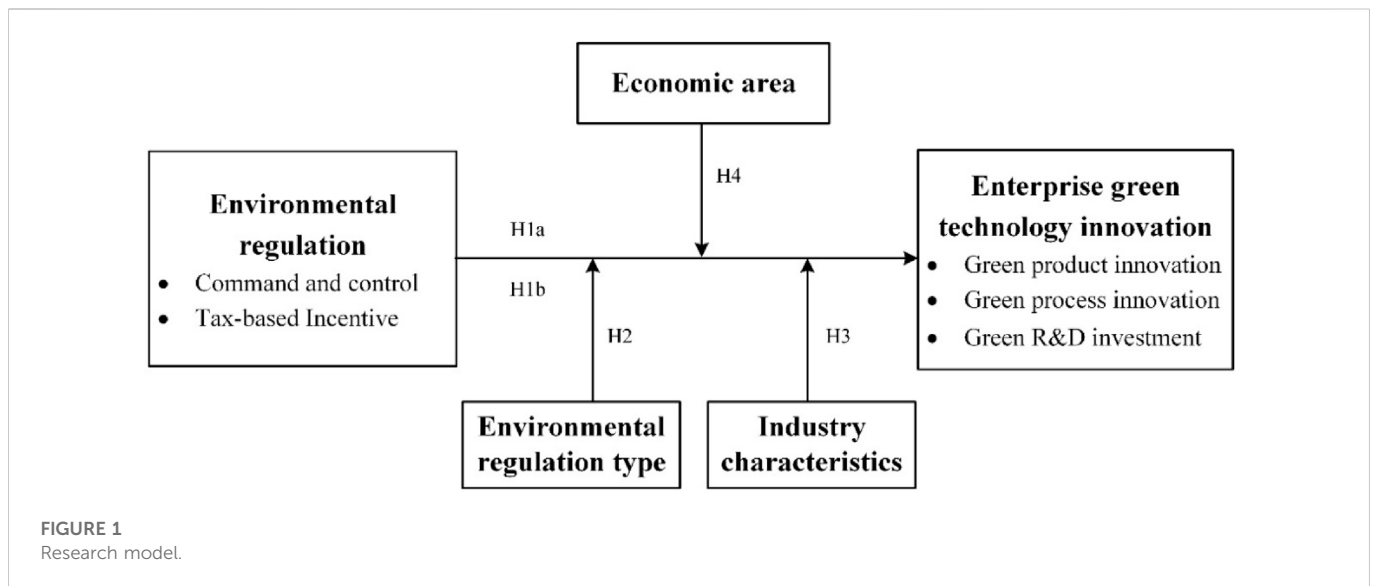 Economic area
H4
Environmental
regulation
• Command and control
• Tax-based Incentive
H1a
H1b
Enterprise green
technology innovation
• Green product innovation
• Green process innovation
• Green R&D investment
H2
H3
Environmental
regulation type
Industry
characteristics
FIGURE 1
Research model.